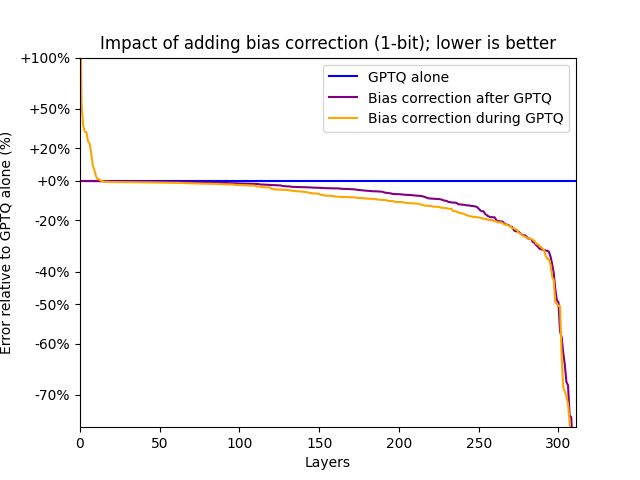 Impact of adding bias correction (1-bit); lower is better
+100%
+50%
+20%
+0%
-20%
-40%
-50%
-60%
-70%
Error relative to GPTQ alone (%)
GPTQ alone
Bias correction after GPTQ
Bias correction during GPTQ
0
50
100
150
200
250
300
Layers